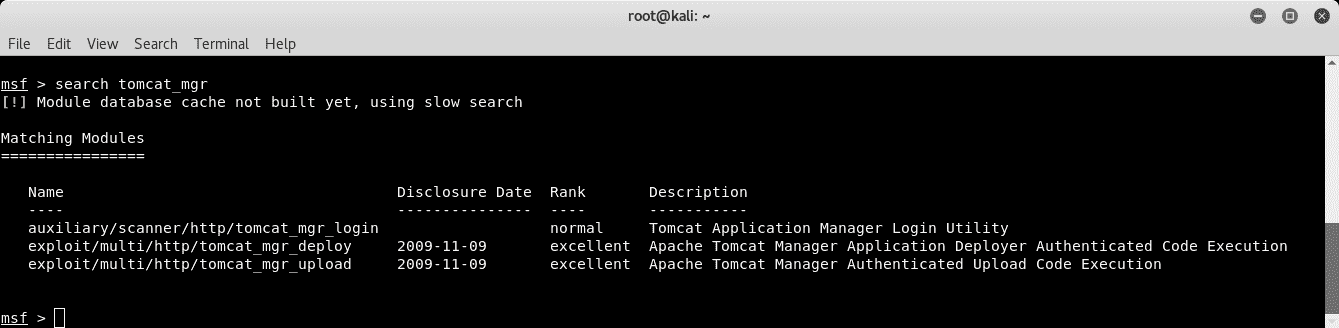 root@kali: ~
File Edit View Search Terminal Help
msf > search tomcat_mgr
[!] Module database cache not built yet, using slow search
Matching Modules
================
Name Disclosure Date Rank Description
---- --------------- ---- -----------
auxiliary/scanner/http/tomcat_mgr_login normal Tomcat Application Manager Login Utility
exploit/multi/http/tomcat_mgr_deploy 2009-11-09 excellent Apache Tomcat Manager Application Deployer Authenticated Code Execution
exploit/multi/http/tomcat_mgr_upload 2009-11-09 excellent Apache Tomcat Manager Authenticated Upload Code Execution
msf >